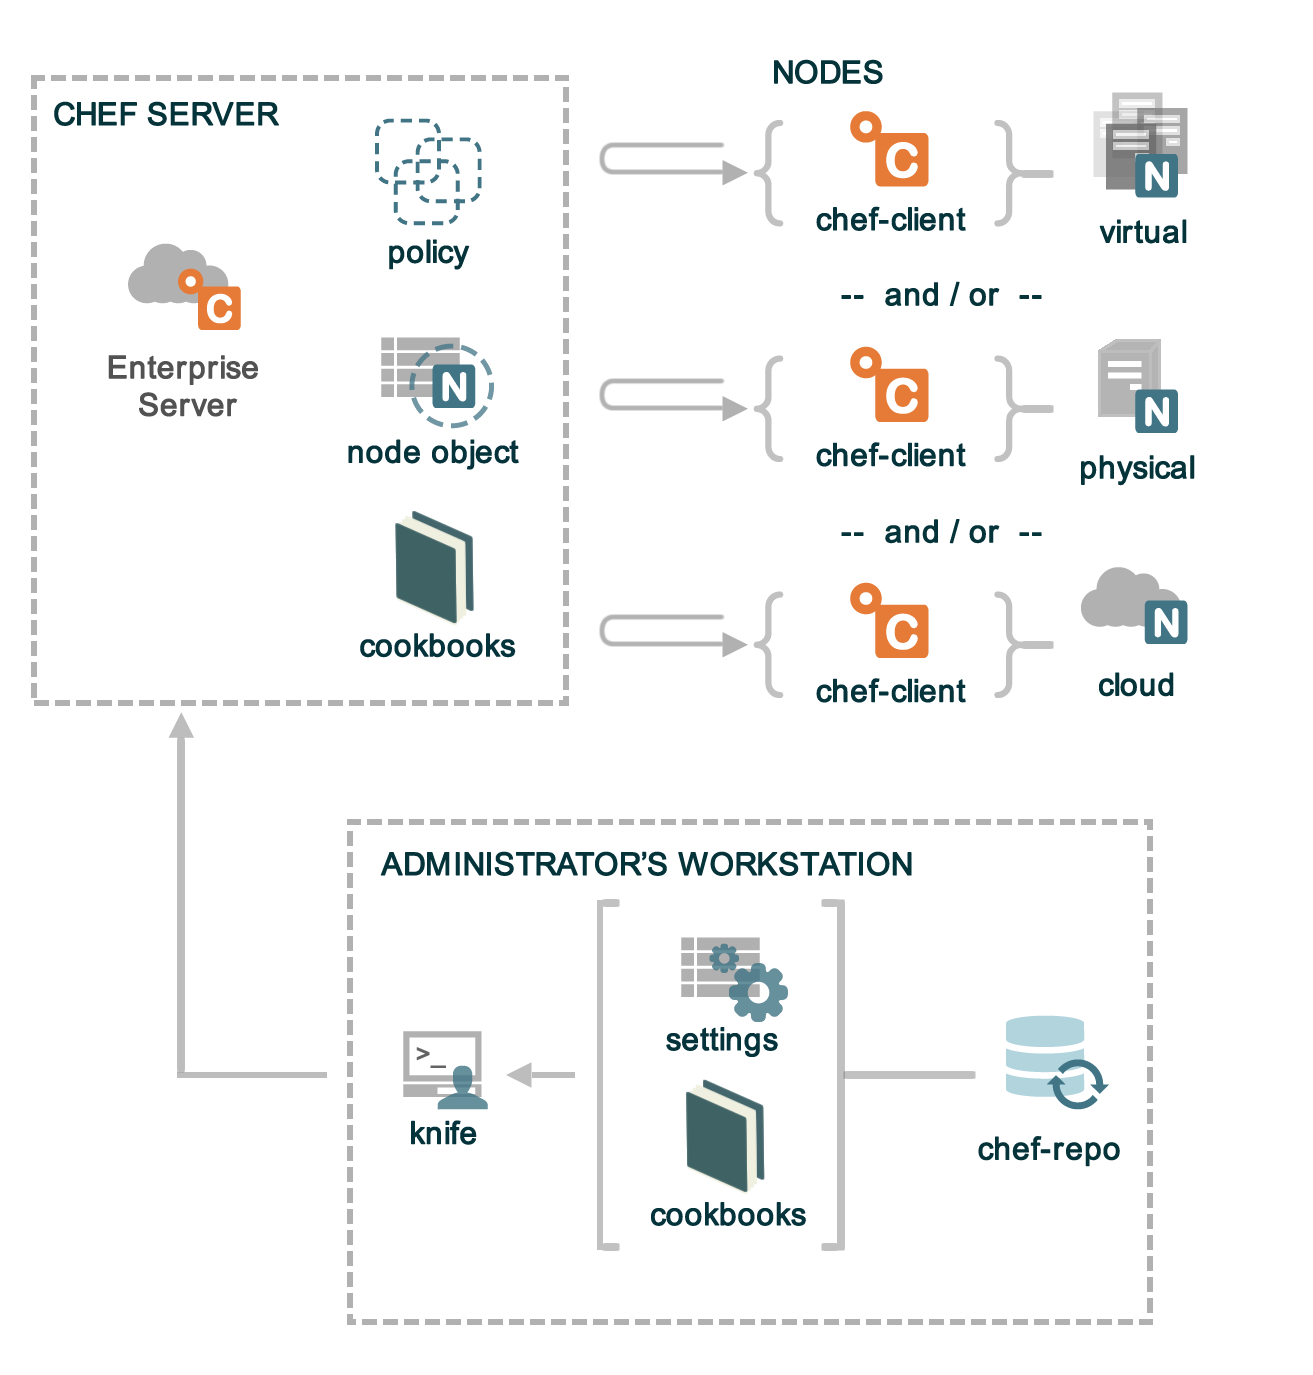 NODES
CHEF SERVER
policy
Enterprise
Server
C
node object
N
cookbooks
C
chef-client
N
virtual
-- and / or --
C
chef-client
N
physical
-- and / or --
C
chef-client
N
cloud
ADMINISTRATOR’S WORKSTATION
settings
>_
knife
cookbooks
chef-repo